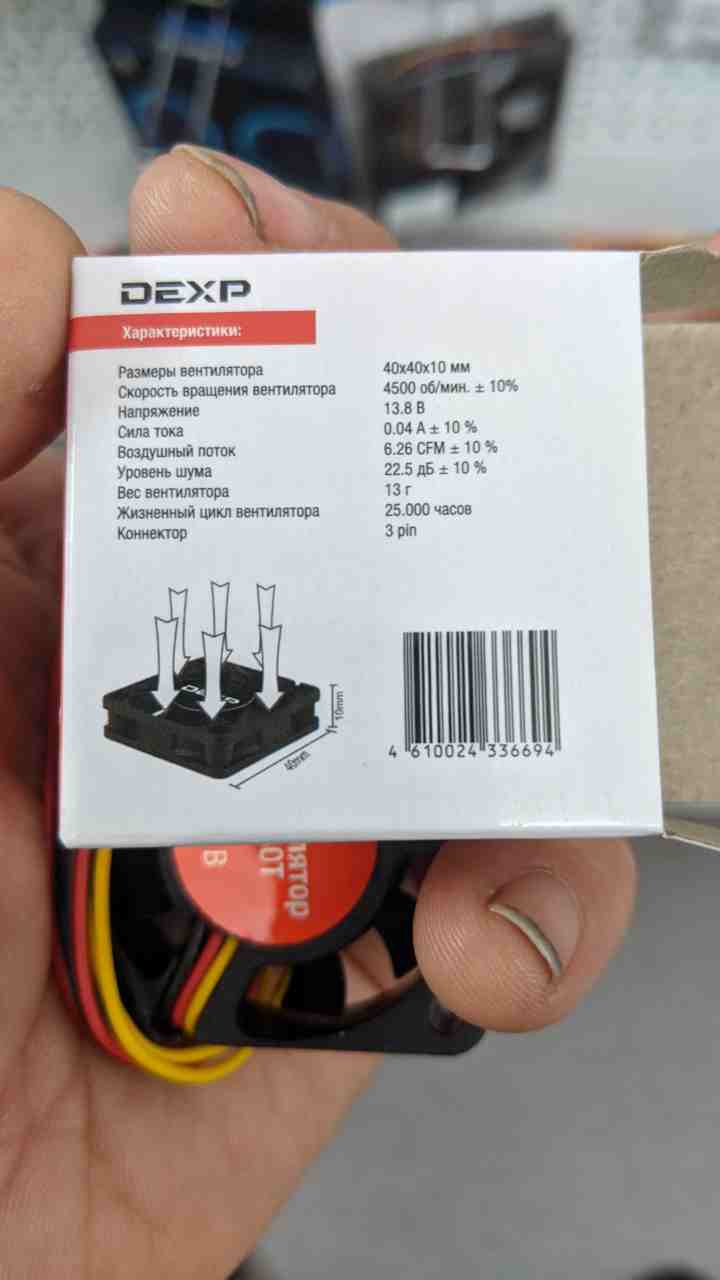 DEXP
Характеристики:
Размеры вентилятора 40x40x10 мм
Скорость вращения вентилятора 4500 об/мин. ± 10%
Напряжение 13.8 В
Сила тока 0.04 А ± 10 %
Воздушный поток 6.26 CFM ± 10 %
Уровень шума 22.5 дБ ± 10 %
Вес вентилятора 13 г
Жизненный цикл вентилятора 25.000 часов
Коннектор 3 pin
DEXP
10mm
40mm
4 610024 336694
лятор
ОТ
В